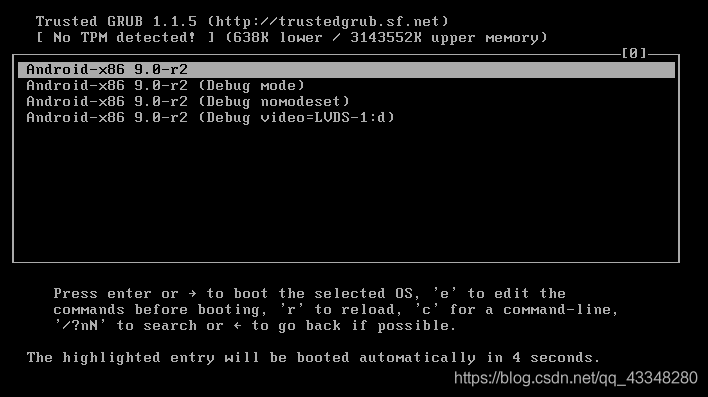 Trusted GRUB 1.1.5 (http://trustedgrub.sf.net)
[ No TPM detected! ] (638K lower / 3143552K upper memory)
[0]
Android-x86 9.0-r2
Android-x86 9.0-r2 (Debug mode)
Android-x86 9.0-r2 (Debug nomodeset)
Android-x86 9.0-r2 (Debug video=LVDS-1:d)
Press enter or → to boot the selected OS, 'e' to edit the
commands before booting, 'r' to reload, 'c' for a command-line,
'/?nN' to search or ← to go back if possible.
The highlighted entry will be booted automatically in 4 seconds.
https://blog.csdn.net/qq_43348280